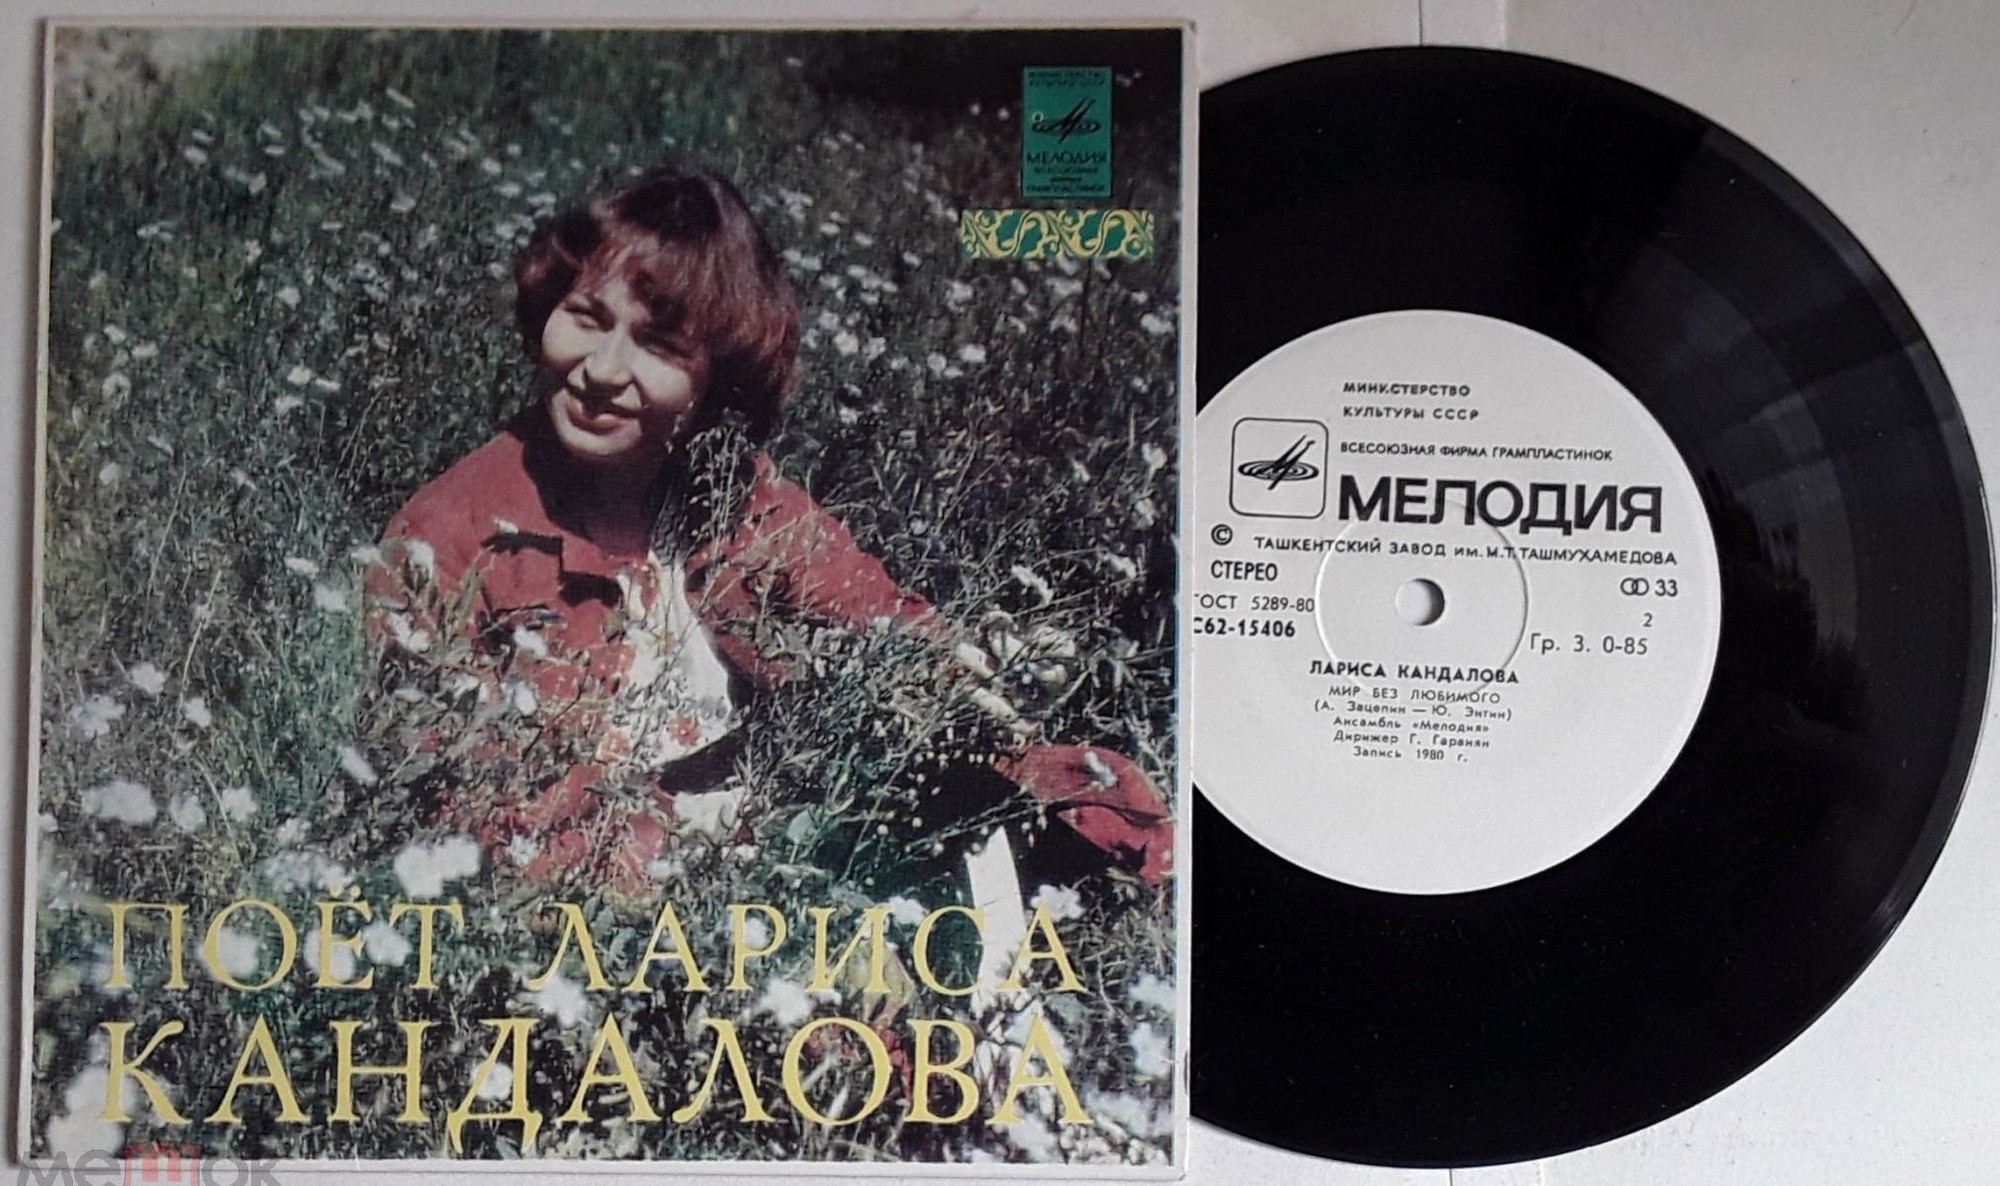 МИНИСТЕРСТВО
КУЛЬТУРЫ СССР
МЕЛОДИЯ
ВСЕСОЮЗНАЯ
ГРАМПЛАСТИНОК
ПОЁТ ЛАРИСА
КАНДАЛОВА
МИНИСТЕРСТВО
КУЛЬТУРЫ СССР
ВСЕСОЮЗНАЯ ФИРМА ГРАМПЛАСТИНОК
МЕЛОДИЯ
© ТАШКЕНТСКИЙ ЗАВОД ИМ. М.Т. ТАШМУХАМЕДОВА
СТЕРЕО
33
ГОСТ 5289-80
2
С62-15406
Гр. 3. 0-85
ЛАРИСА КАНДАЛОВА
МИР БЕЗ ЛЮБИМОГО
(А. Зацепин — Ю. Энтин)
Ансамбль «Мелодия»
Дирижер Г. Гаранян
Запись 1980 г.
мешок